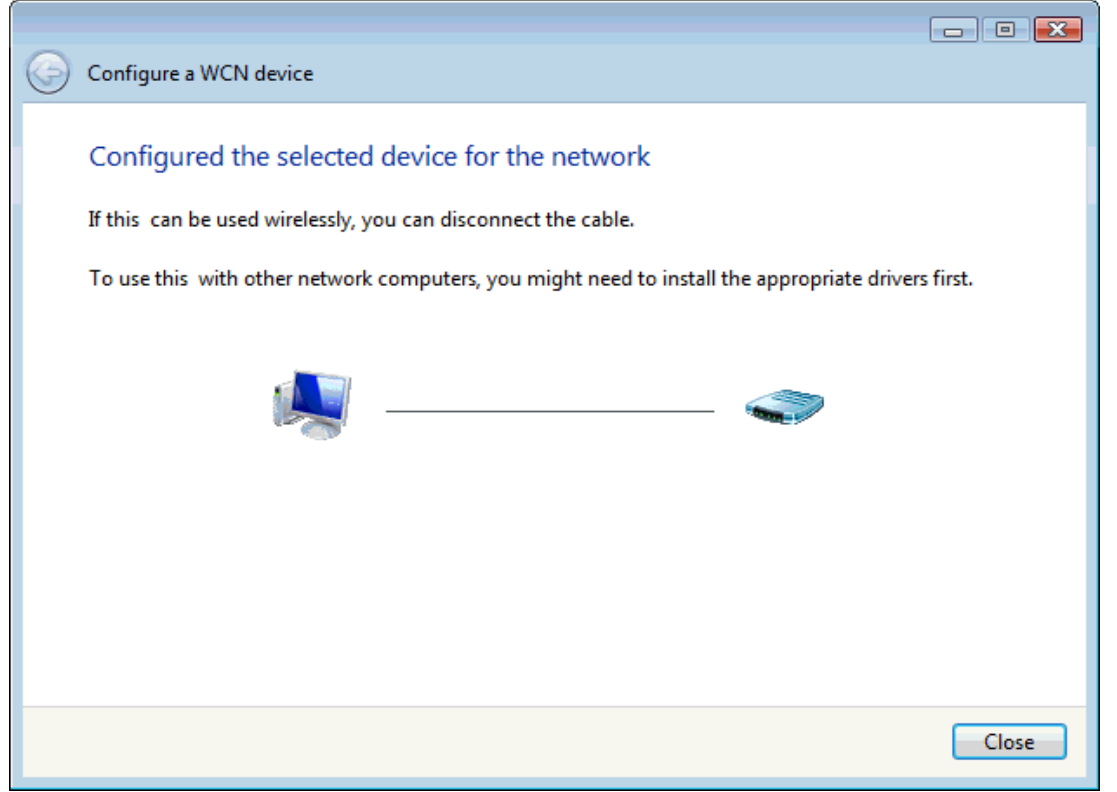 Configure a WCN device
Configured the selected device for the network
If this  can be used wirelessly, you can disconnect the cable.
To use this  with other network computers, you might need to install the appropriate drivers first.
Close